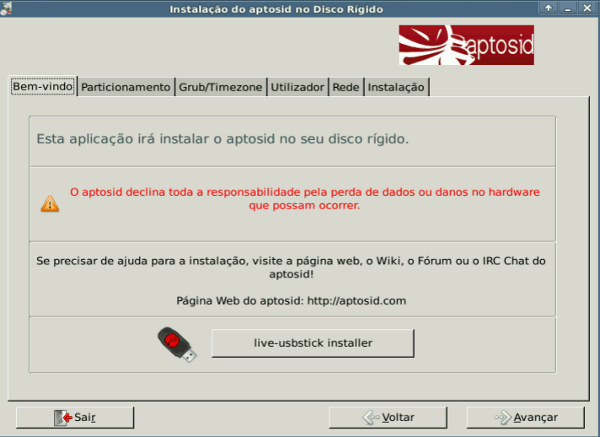 Instalação do aptosid no Disco Rígido
aptosid
Bem-vindo Particionamento Grub/Timezone Utilizador Rede Instalação
Esta aplicação irá instalar o aptosid no seu disco rígido.
O aptosid declina toda a responsabilidade pela perda de dados ou danos no hardware
que possam ocorrer.
Se precisar de ajuda para a instalação, visite a página web, o Wiki, o Fórum ou o IRC Chat do
aptosid!
Página Web do aptosid: http://aptosid.com
live-usbstick installer
Sair Voltar Avançar